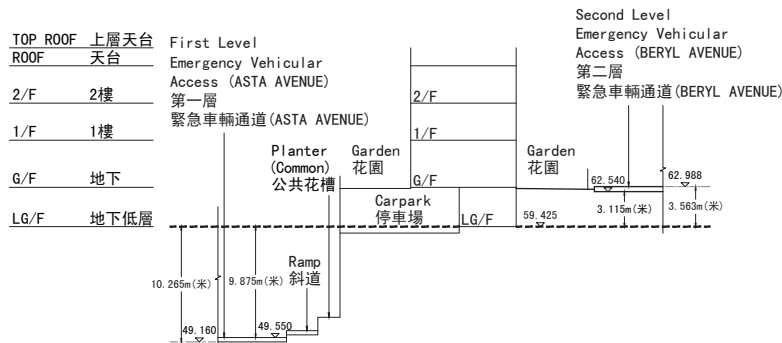 TOP ROOF 上層天台
ROOF 天台
2/F 2樓
1/F 1樓
G/F 地下
LG/F 地下低層
First Level
Emergency Vehicular
Access (ASTA AVENUE)
第一層
緊急車輛通道(ASTA AVENUE)
Second Level
Emergency Vehicular
Access (BERYL AVENUE)
第二層
緊急車輛通道(BERYL AVENUE)
2/F
1/F
Planter
(Common)
公共花槽
Garden
花園
G/F
Garden
花園
Carpark
停車場
LG/F
62.540
62.988
59.425
3.115m(米)
3.563m(米)
Ramp
斜道
10.265m(米)
9.875m(米)
49.160
49.550